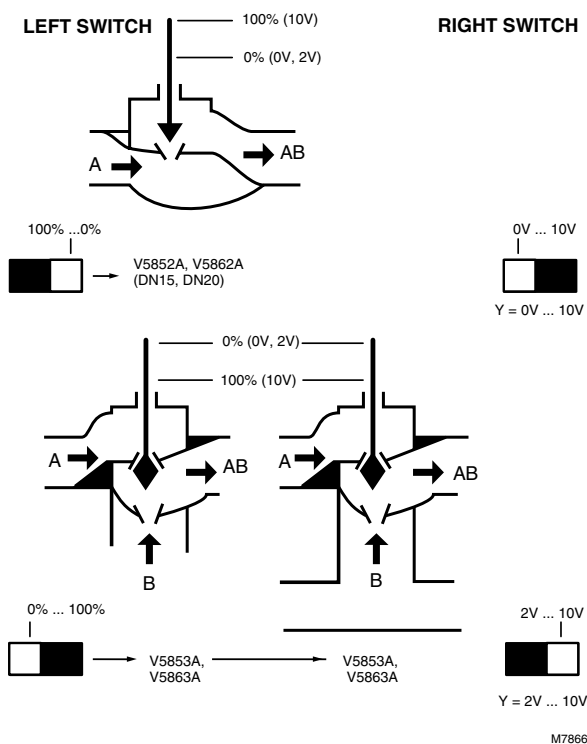 LEFT SWITCH
100% (10V)
RIGHT SWITCH
0% (0V, 2V)
A
AB
100% ...0%
0V ... 10V
V5852A, V5862A
(DN15, DN20)
Y = 0V ... 10V
0% (0V, 2V)
100% (10V)
A
AB
A
AB
B
B
0% ... 100%
2V ... 10V
V5853A,
V5863A
V5853A,
V5863A
Y = 2V ... 10V
M7866